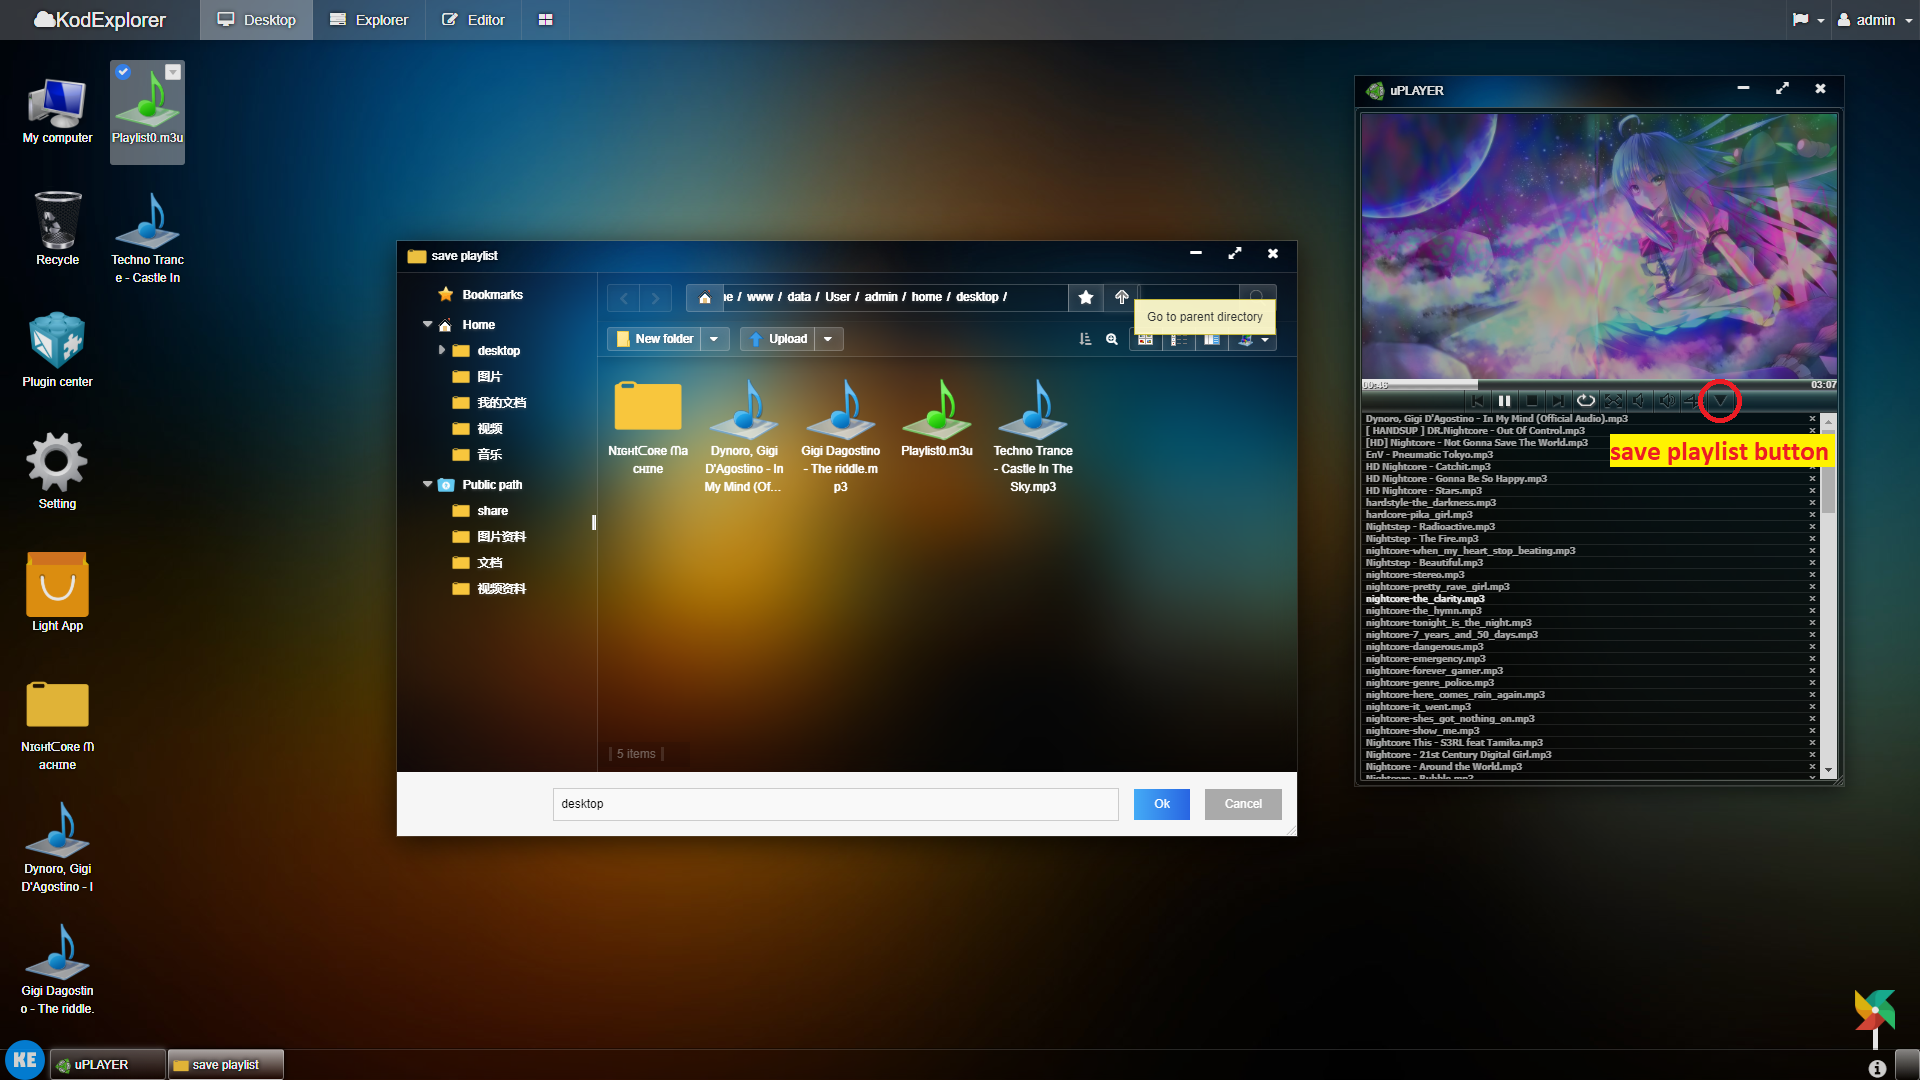 KodExplorer
Desktop
Explorer
Editor
admin
My computer
Playlist0.m3u
Recycle
Techno Tranc
e - Castle In
Plugin center
Setting
Light App
NɪɢʜᴛCᴏʀᴇ M
ᴀᴄʜɪɴᴇ
Dynoro, Gigi
D'Agostino - I
Gigi Dagostin
o - The riddle.
save playlist
Bookmarks
Home
desktop
图片
我的文档
视频
音乐
Public path
share
图片资料
文档
视频资料
/ www / data / User / admin / home / desktop /
Go to parent directory
New folder
Upload
NɪɢʜᴛCᴏʀᴇ Mᴀ
ᴄʜɪɴᴇ
Dynoro, Gigi
D'Agostino - In
My Mind (Of...
Gigi Dagostino
- The riddle.m
p3
Playlist0.m3u
Techno Trance
- Castle In The
Sky.mp3
5 items
desktop
Ok
Cancel
uPLAYER
00:46
03:07
Dynoro, Gigi D'Agostino - In My Mind (Official Audio).mp3
[ HANDSUP ] DR.Nightcore - Out Of Control.mp3
[HD] Nightcore - Not Gonna Save The World.mp3
save playlist button
EnV - Pneumatic Tokyo.mp3
HD Nightcore - Catchit.mp3
HD Nightcore - Gonna Be So Happy.mp3
HD Nightcore - Stars.mp3
hardstyle-the_darkness.mp3
hardcore-pika_girl.mp3
Nightstep - Radioactive.mp3
Nightstep - The Fire.mp3
nightcore-when_my_heart_stop_beating.mp3
Nightstep - Beautiful.mp3
nightcore-stereo.mp3
nightcore-pretty_rave_girl.mp3
nightcore-the_clarity.mp3
nightcore-the_hymn.mp3
nightcore-tonight_is_the_night.mp3
nightcore-7_years_and_50_days.mp3
nightcore-dangerous.mp3
nightcore-emergency.mp3
nightcore-forever_gamer.mp3
nightcore-genre_police.mp3
nightcore-here_comes_rain_again.mp3
nightcore-it_went.mp3
nightcore-shes_got_nothing_on.mp3
nightcore-show_me.mp3
Nightcore This - S3RL feat Tamika.mp3
Nightcore - 21st Century Digital Girl.mp3
Nightcore - Around the World.mp3
Nightcore - Bubble.mp3
KE
uPLAYER
save playlist